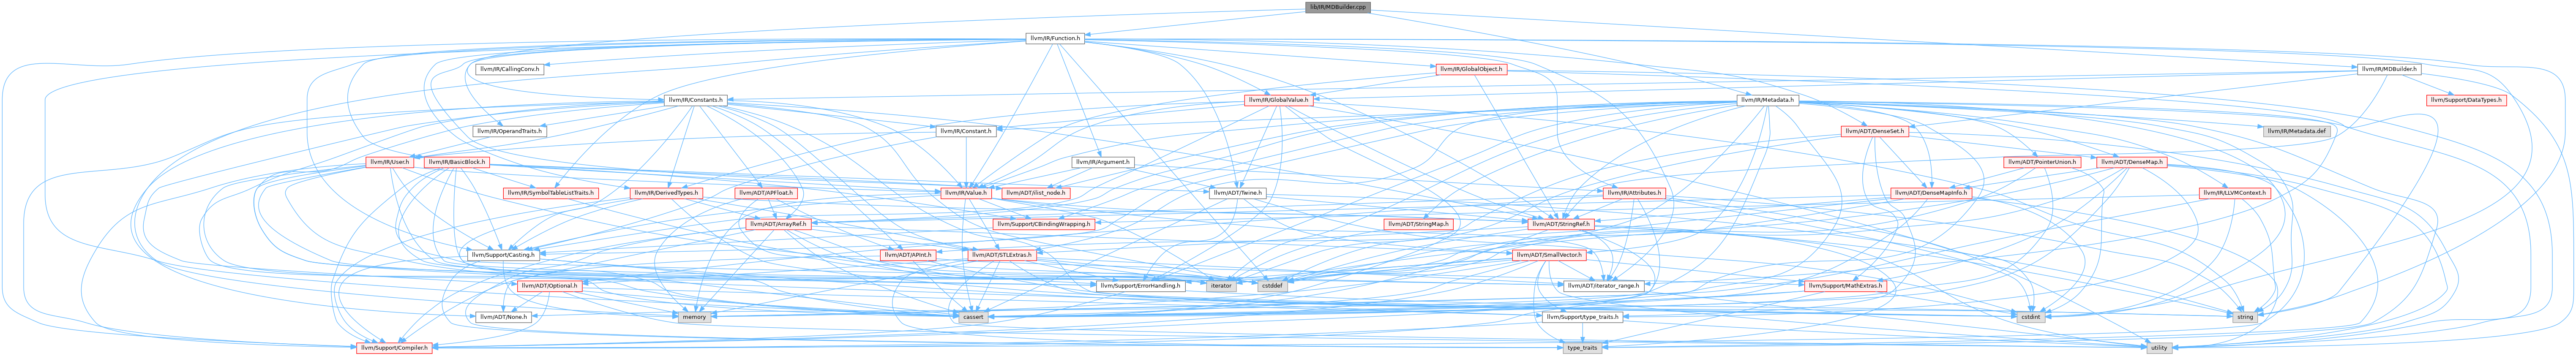 lib/IR/MDBuilder.cpp
llvm/IR/Function.h
llvm/IR/CallingConv.h
llvm/IR/GlobalObject.h
llvm/IR/MDBuilder.h
llvm/IR/Constants.h
llvm/IR/GlobalValue.h
llvm/IR/Metadata.h
llvm/Support/DataTypes.h
llvm/IR/OperandTraits.h
llvm/IR/Constant.h
llvm/ADT/DenseSet.h
llvm/IR/Metadata.def
llvm/IR/User.h
llvm/IR/BasicBlock.h
llvm/IR/Argument.h
llvm/ADT/PointerUnion.h
llvm/ADT/DenseMap.h
llvm/IR/SymbolTableListTraits.h
llvm/IR/DerivedTypes.h
llvm/ADT/APFloat.h
llvm/IR/Value.h
llvm/ADT/ilist_node.h
llvm/ADT/Twine.h
llvm/IR/Attributes.h
llvm/ADT/DenseMapInfo.h
llvm/IR/LLVMContext.h
llvm/ADT/ArrayRef.h
llvm/Support/CBindingWrapping.h
llvm/ADT/StringMap.h
llvm/ADT/StringRef.h
llvm/Support/Casting.h
llvm/ADT/APInt.h
llvm/ADT/STLExtras.h
llvm/ADT/SmallVector.h
llvm/ADT/Optional.h
llvm/Support/ErrorHandling.h
iterator
cstddef
llvm/ADT/iterator_range.h
llvm/Support/MathExtras.h
llvm/ADT/None.h
memory
cassert
llvm/Support/type_traits.h
cstdint
string
llvm/Support/Compiler.h
type_traits
utility